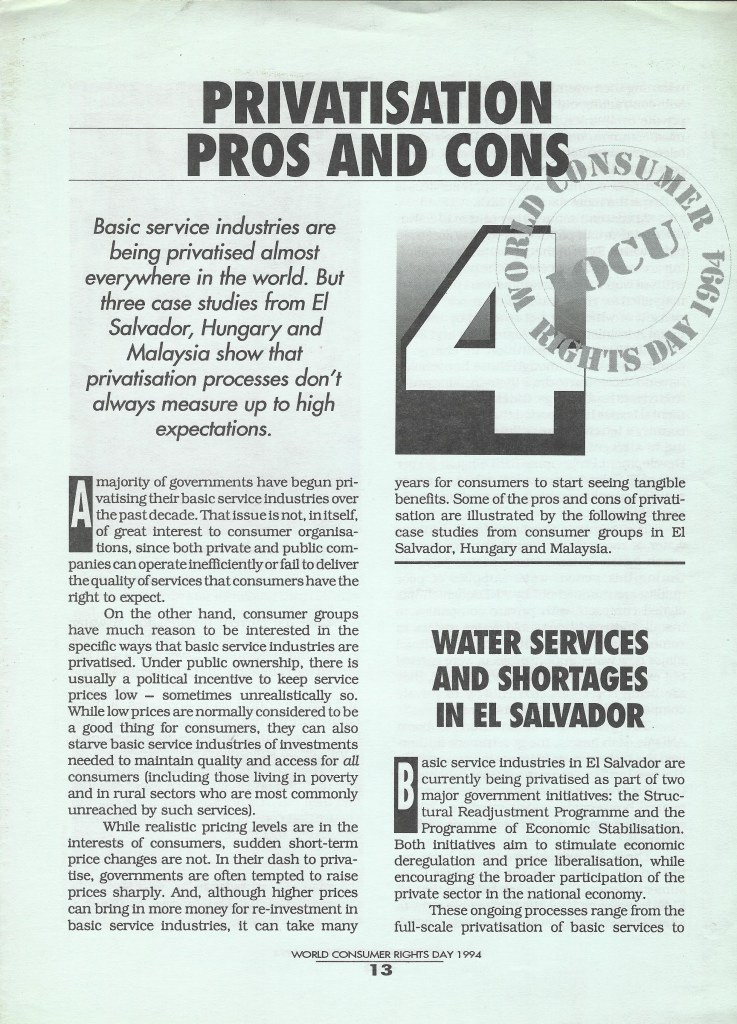 PRIVATISATION
PROS AND CONS
Basic service industries are
being privatised almost
everywhere in the world. But
three case studies from El
Salvador, Hungary and
Malaysia show that
privatisation processes don't
always measure up to high
expectations.
4
WORLD CONSUMER
IOCU
RIGHTS DAY 1994
A majority of governments have begun pri-
vatising their basic service industries over
the past decade. That issue is not, in itself,
of great interest to consumer organisa-
tions, since both private and public com-
panies can operate inefficiently or fail to deliver
the quality of services that consumers have the
right to expect.
On the other hand, consumer groups
have much reason to be interested in the
specific ways that basic service industries are
privatised. Under public ownership, there is
usually a political incentive to keep service
prices low – sometimes unrealistically so.
While low prices are normally considered to be
a good thing for consumers, they can also
starve basic service industries of investments
needed to maintain quality and access for all
consumers (including those living in poverty
and in rural sectors who are most commonly
unreached by such services).
While realistic pricing levels are in the
interests of consumers, sudden short-term
price changes are not. In their dash to priva-
tise, governments are often tempted to raise
prices sharply. And, although higher prices
can bring in more money for re-investment in
basic service industries, it can take many
years for consumers to start seeing tangible
benefits. Some of the pros and cons of privati-
sation are illustrated by the following three
case studies from consumer groups in El
Salvador, Hungary and Malaysia.
WATER SERVICES
AND SHORTAGES
IN EL SALVADOR
Basic service industries in El Salvador are
currently being privatised as part of two
major government initiatives: the Struc-
tural Readjustment Programme and the
Programme of Economic Stabilisation.
Both initiatives aim to stimulate economic
deregulation and price liberalisation, while
encouraging the broader participation of the
private sector in the national economy.
These ongoing processes range from the
full-scale privatisation of basic services to
WORLD CONSUMER RIGHTS DAY 1994
13